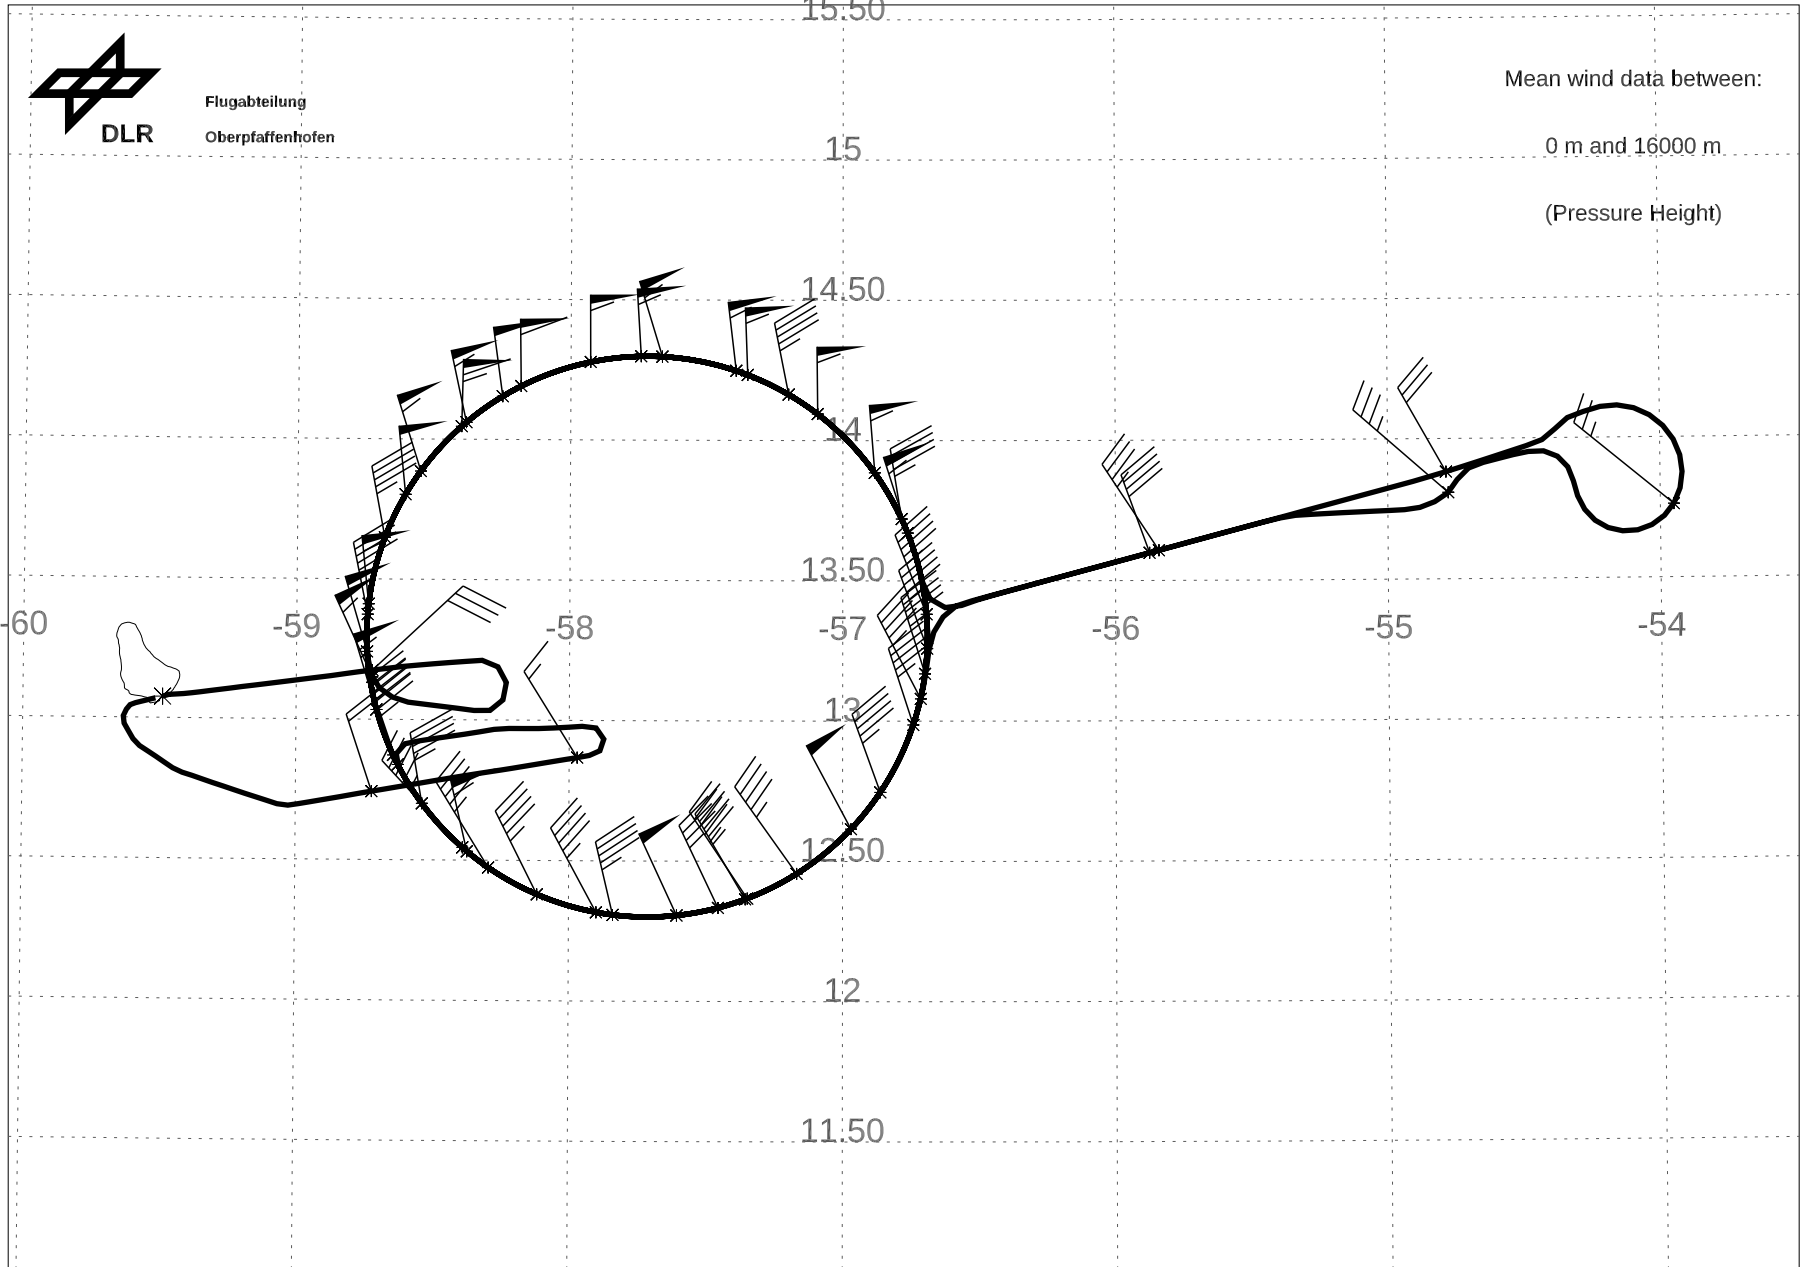 15.50
Mean wind data between:
Flugabteilung
Oberpfaffenhofen
DLR
15
0 m and 16000 m
(Pressure Height)
14.50
14
13.50
-60
-59
-58
-57
-56
-55
-54
13
12.50
12
11.50